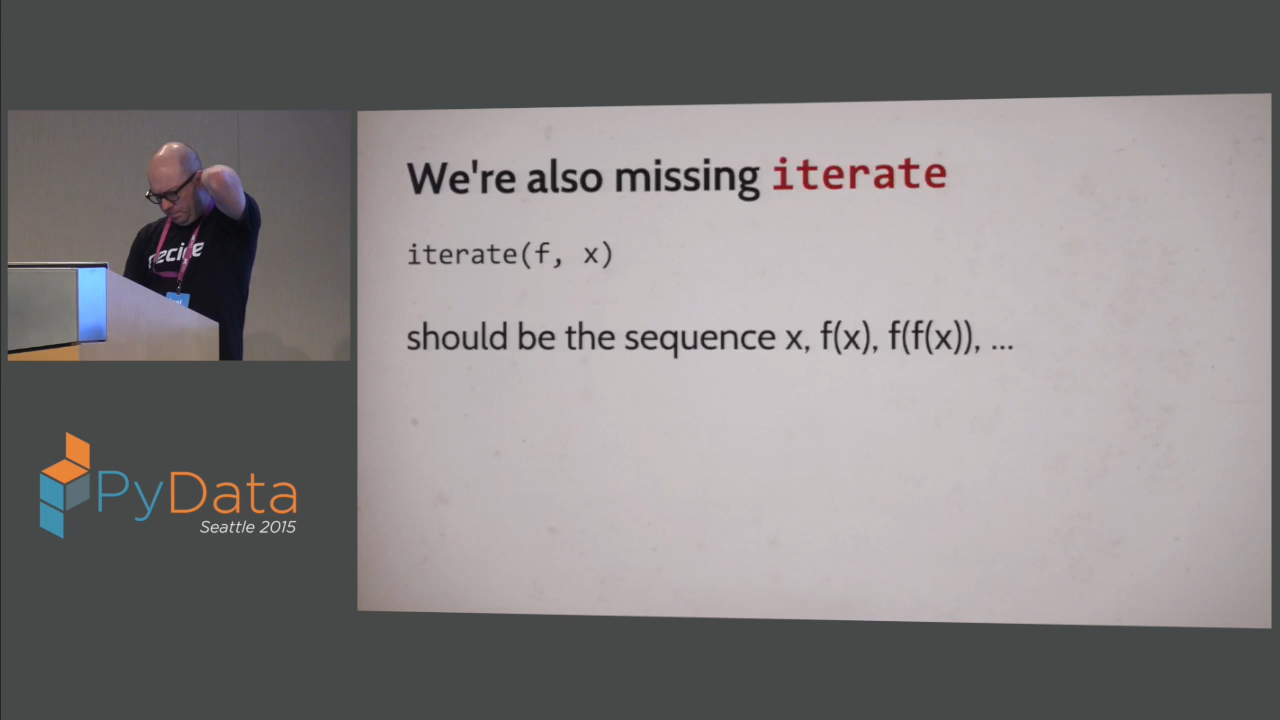 We're also missing iterate
iterate(f, x)
should be the sequence x, f(x), f(f(x)), ...
PyData
Seattle 2015